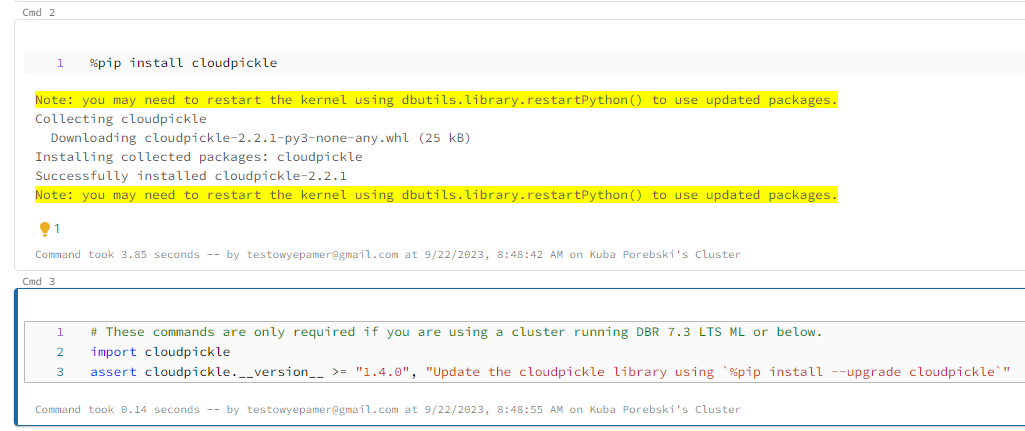 Cmd 2
1 %pip install cloudpickle
Note: you may need to restart the kernel using dbutils.library.restartPython() to use updated packages.
Collecting cloudpickle
Downloading cloudpickle-2.2.1-py3-none-any.whl (25 kB)
Installing collected packages: cloudpickle
Successfully installed cloudpickle-2.2.1
Note: you may need to restart the kernel using dbutils.library.restartPython() to use updated packages.
1
Command took 3.85 seconds -- by testowyepamer@gmail.com at 9/22/2023, 8:48:42 AM on Kuba Porebski's Cluster
Cmd 3
1 # These commands are only required if you are using a cluster running DBR 7.3 LTS ML or below.
2 import cloudpickle
3 assert cloudpickle.__version__ >= "1.4.0", "Update the cloudpickle library using `%pip install --upgrade cloudpickle`"
Command took 0.14 seconds -- by testowyepamer@gmail.com at 9/22/2023, 8:48:55 AM on Kuba Porebski's Cluster